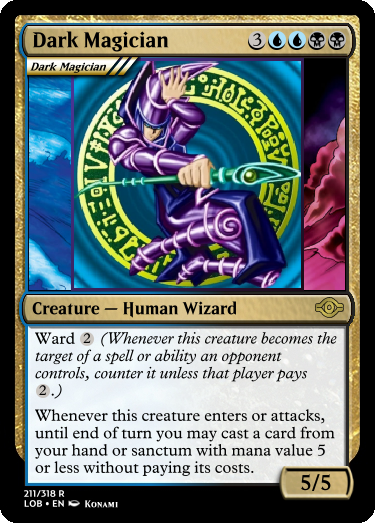 Dark Magician 3
Dark Magician
Creature — Human Wizard
Ward 2 (Whenever this creature becomes the
target of a spell or ability an opponent
controls, counter it unless that player pays
2.)
Whenever this creature enters or attacks,
until end of turn you may cast a card from
your hand or sanctum with mana value 5
or less without paying its costs.
5/5
211/318 R
LOB • EN Konami